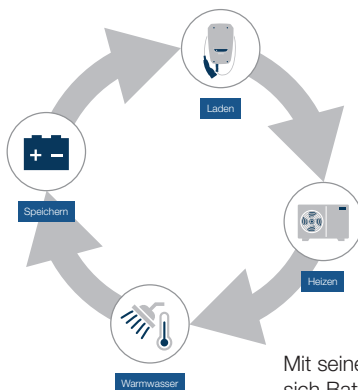 Laden
Speichern
Heizen
Warmwasser
Mit seine
sich Bat